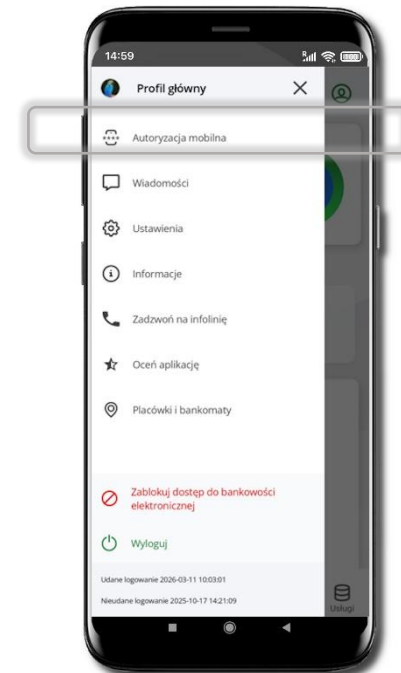 14:59
R
Profil główny
Autoryzacja mobilna
Wiadomości
Ustawienia
Informacje
Zadzwoń na infolinię
Oceń aplikację
Placówki i bankomaty
Zablokuj dostęp do bankowości
elektronicznej
Wyloguj
Udane logowanie 2026-03-11 10:03:01
Nieudane logowanie 2025-10-17 14:21:09
Usługi